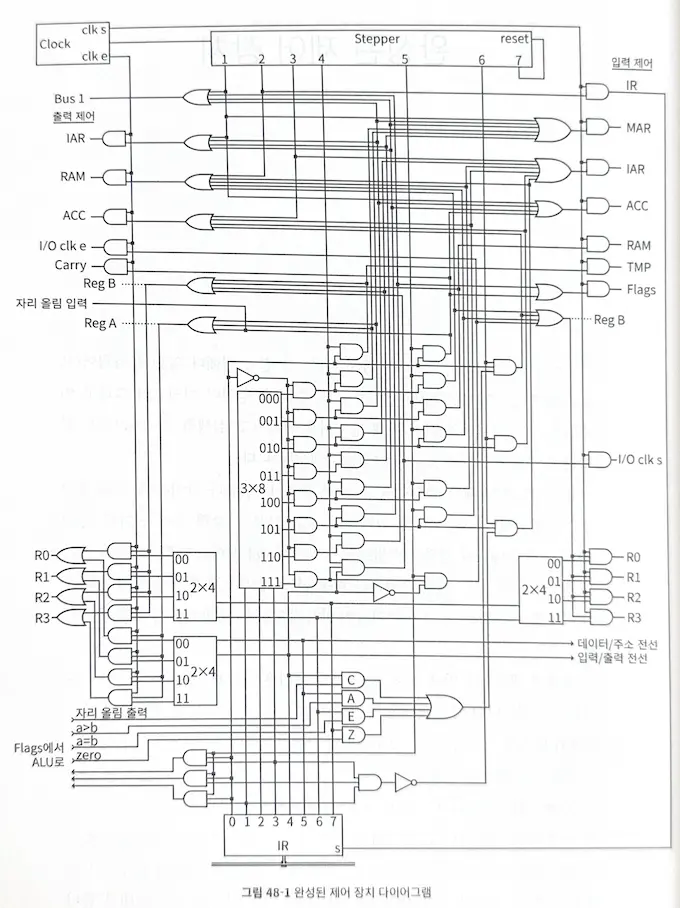 Clock
clk s
clk e
Stepper
reset
1 2 3 4 5 6 7
입력 제어
IR
MAR
IAR
ACC
RAM
TMP
Flags
Reg B
I/O clk s
Bus 1
출력 제어
IAR
RAM
ACC
I/O clk e
Carry
Reg B
자리 올림 입력
Reg A
3×8
000
001
010
011
100
101
110
111
R0
R1
R2
R3
2×4
00
01
10
11
2×4
00
01
10
11
2×4
00
01
10
11
R0
R1
R2
R3
데이터/주소 전선
입력/출력 전선
C
A
E
Z
자리 올림 출력
a>b
a=b
zero
Flags에서
ALU로
0 1 2 3 4 5 6 7
IR
s
그림 48-1 완성된 제어 장치 다이어그램